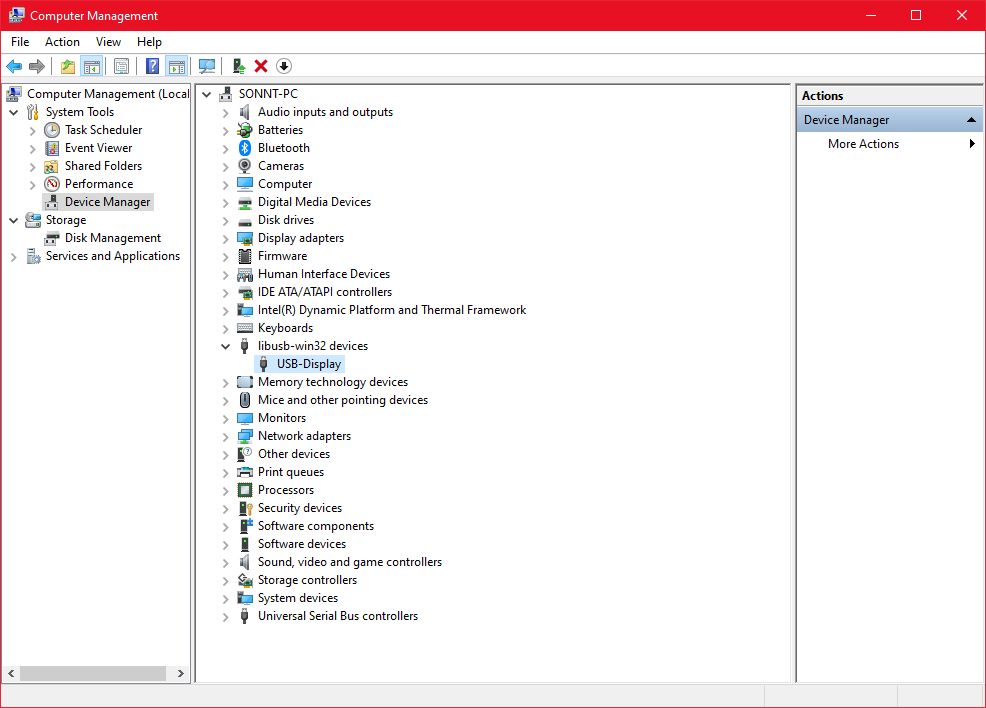 Computer Management
File Action View Help
Computer Management (Local
System Tools
Task Scheduler
Event Viewer
Shared Folders
Performance
Device Manager
Storage
Disk Management
Services and Applications
SONNT-PC
Audio inputs and outputs
Batteries
Bluetooth
Cameras
Computer
Digital Media Devices
Disk drives
Display adapters
Firmware
Human Interface Devices
IDE ATA/ATAPI controllers
Intel(R) Dynamic Platform and Thermal Framework
Keyboards
libusb-win32 devices
USB-Display
Memory technology devices
Mice and other pointing devices
Monitors
Network adapters
Other devices
Print queues
Processors
Security devices
Software components
Software devices
Sound, video and game controllers
Storage controllers
System devices
Universal Serial Bus controllers
Actions
Device Manager
More Actions